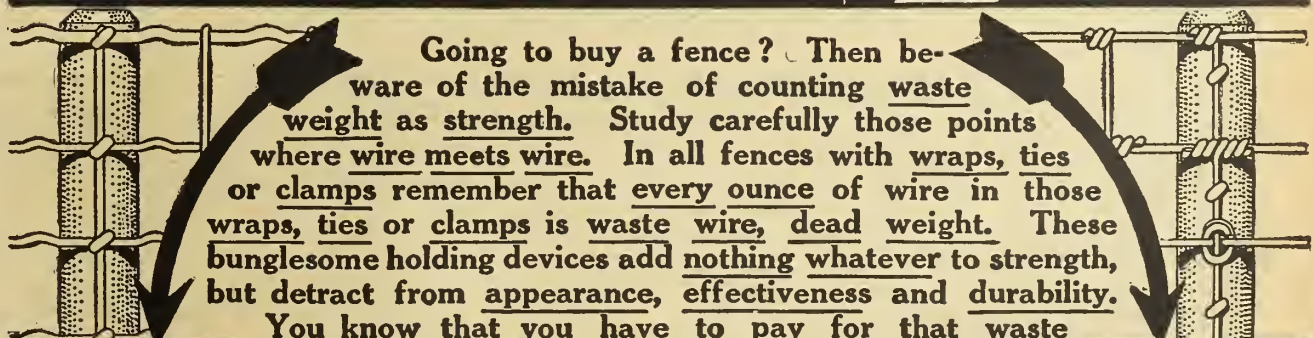 Going to buy a fence? Then be-
ware of the mistake of counting waste
weight as strength. Study carefully those points
where wire meets wire. In all fences with wraps, ties
or clamps remember that every ounce of wire in those
wraps, ties or clamps is waste wire, dead weight. These
bunglesome holding devices add nothing whatever to strength,
but detract from appearance, effectiveness and durability.
You know that you have to pay for that waste